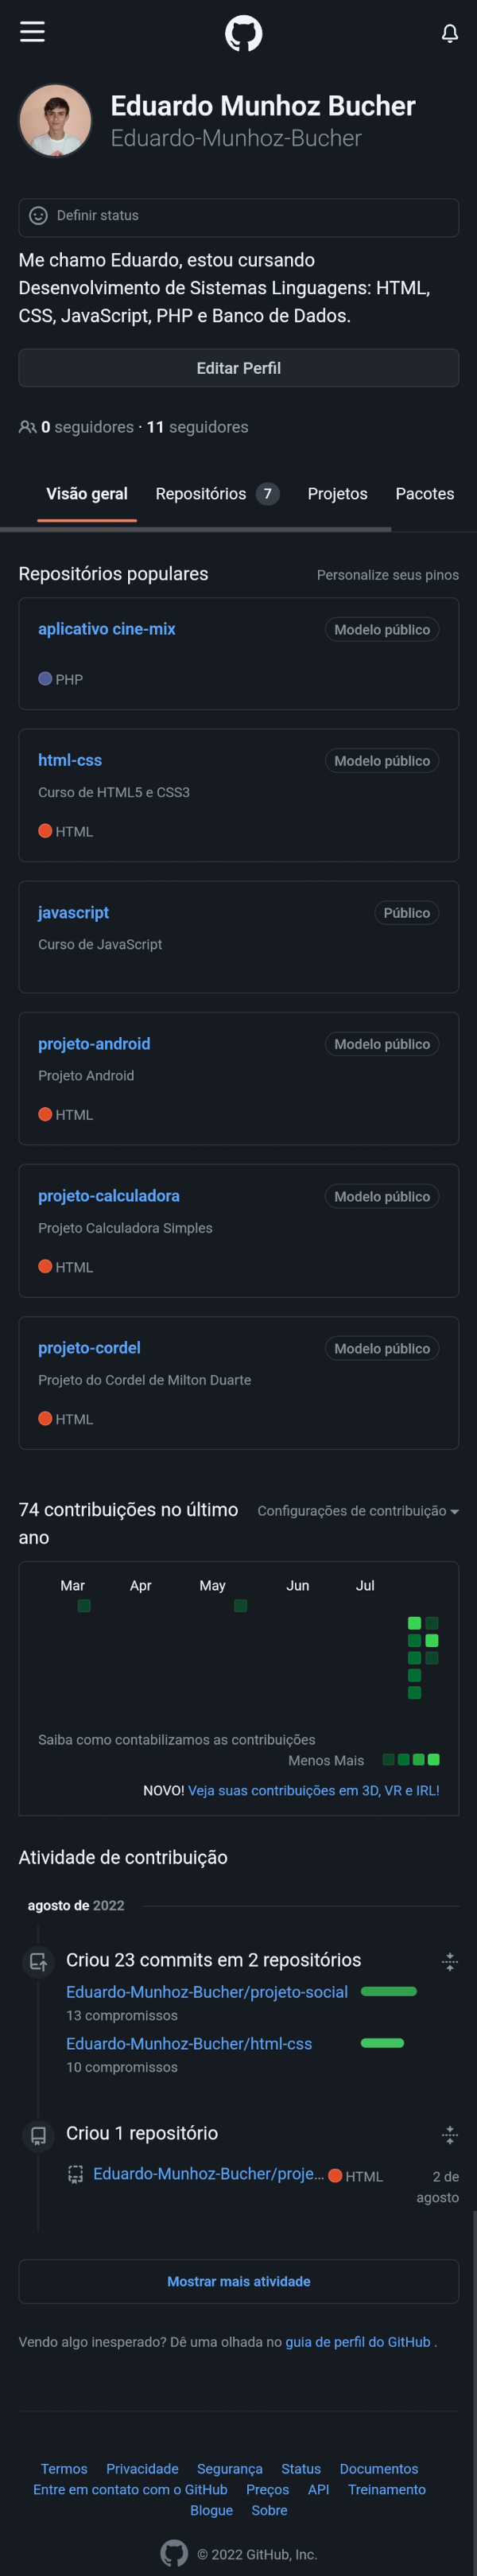 Eduardo Munhoz Bucher
Eduardo-Munhoz-Bucher
Definir status
Me chamo Eduardo, estou cursando
Desenvolvimento de Sistemas Linguagens: HTML,
CSS, JavaScript, PHP e Banco de Dados.
Editar Perfil
0 seguidores · 11 seguidores
Visão geral Repositórios 7 Projetos Pacotes
Repositórios populares Personalize seus pinos
aplicativo cine-mix Modelo público
PHP
html-css Modelo público
Curso de HTML5 e CSS3
HTML
javascript Público
Curso de JavaScript
projeto-android Modelo público
Projeto Android
HTML
projeto-calculadora Modelo público
Projeto Calculadora Simples
HTML
projeto-cordel Modelo público
Projeto do Cordel de Milton Duarte
HTML
74 contribuições no último Configurações de contribuição
ano
Mar Apr May Jun Jul
Saiba como contabilizamos as contribuições
Menos Mais
NOVO! Veja suas contribuições em 3D, VR e IRL!
Atividade de contribuição
agosto de 2022
Criou 23 commits em 2 repositórios
Eduardo-Munhoz-Bucher/projeto-social
13 compromissos
Eduardo-Munhoz-Bucher/html-css
10 compromissos
Criou 1 repositório
Eduardo-Munhoz-Bucher/proje... HTML 2 de
agosto
Mostrar mais atividade
Vendo algo inesperado? Dê uma olhada no guia de perfil do GitHub .
Termos Privacidade Segurança Status Documentos
Entre em contato com o GitHub Preços API Treinamento
Blogue Sobre
© 2022 GitHub, Inc.